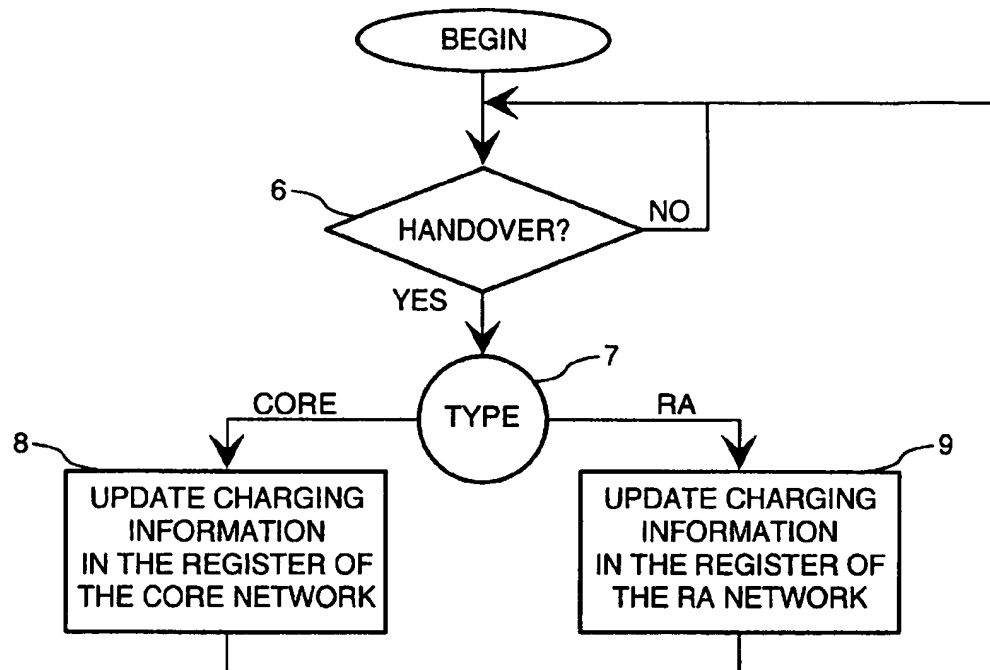 BEGIN
6
HANDOVER?
NO
YES
7
CORE
TYPE
RA
8
9
UPDATE CHARGING
INFORMATION
IN THE REGISTER OF
THE CORE NETWORK
UPDATE CHARGING
INFORMATION
IN THE REGISTER OF
THE RA NETWORK